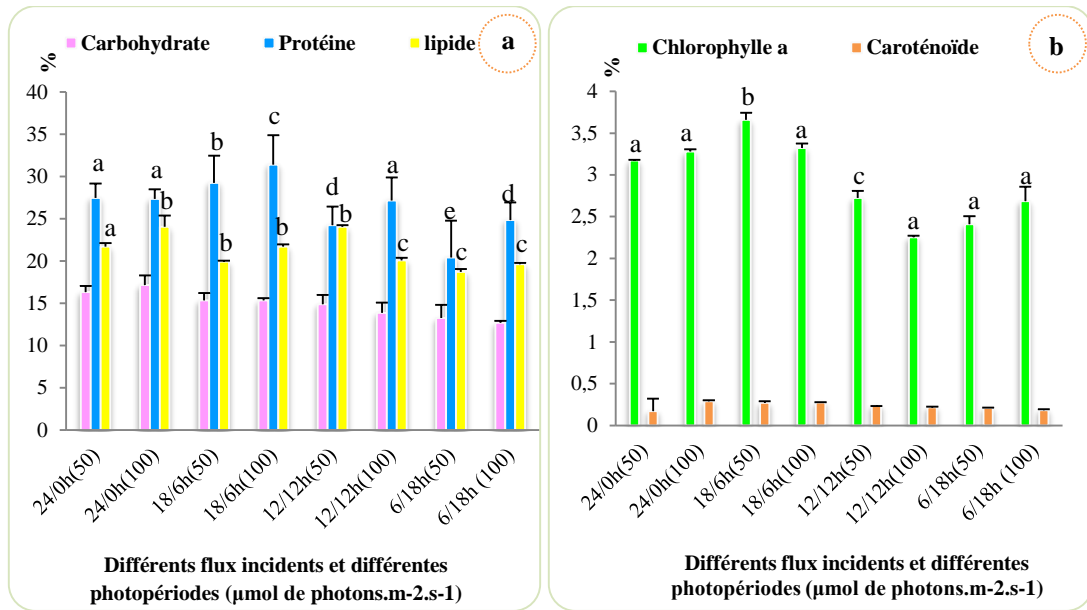 Carbohydrate Protéine lipide a
%
40
35
30
25
20
15
10
5
0
a a b c d a e d
a b b b b c c c
24/0h(50) 24/0h(100) 18/6h(50) 18/6h(100) 12/12h(50) 12/12h(100) 6/18h(50) 6/18h (100)
Différents flux incidents et différentes
photopériodes (µmol de photons.m-2.s-1)
Chlorophylle a Caroténoïde b
%
4
3,5
3
2,5
2
1,5
1
0,5
0
a a b a c a a a
24/0h(50) 24/0h(100) 18/6h(50) 18/6h(100) 12/12h(50) 12/12h(100) 6/18h(50) 6/18h (100)
Différents flux incidents et différentes
photopériodes (µmol de photons.m-2.s-1)